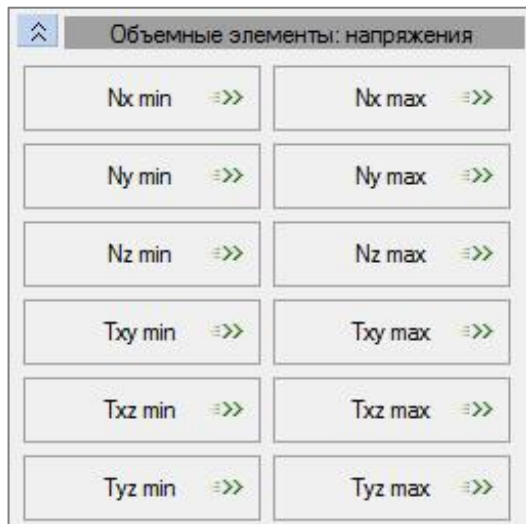 Объемные элементы: напряжения
Nx min Nx max
Ny min Ny max
Nz min Nz max
Txy min Txy max
Txz min Txz max
Tyz min Tyz max